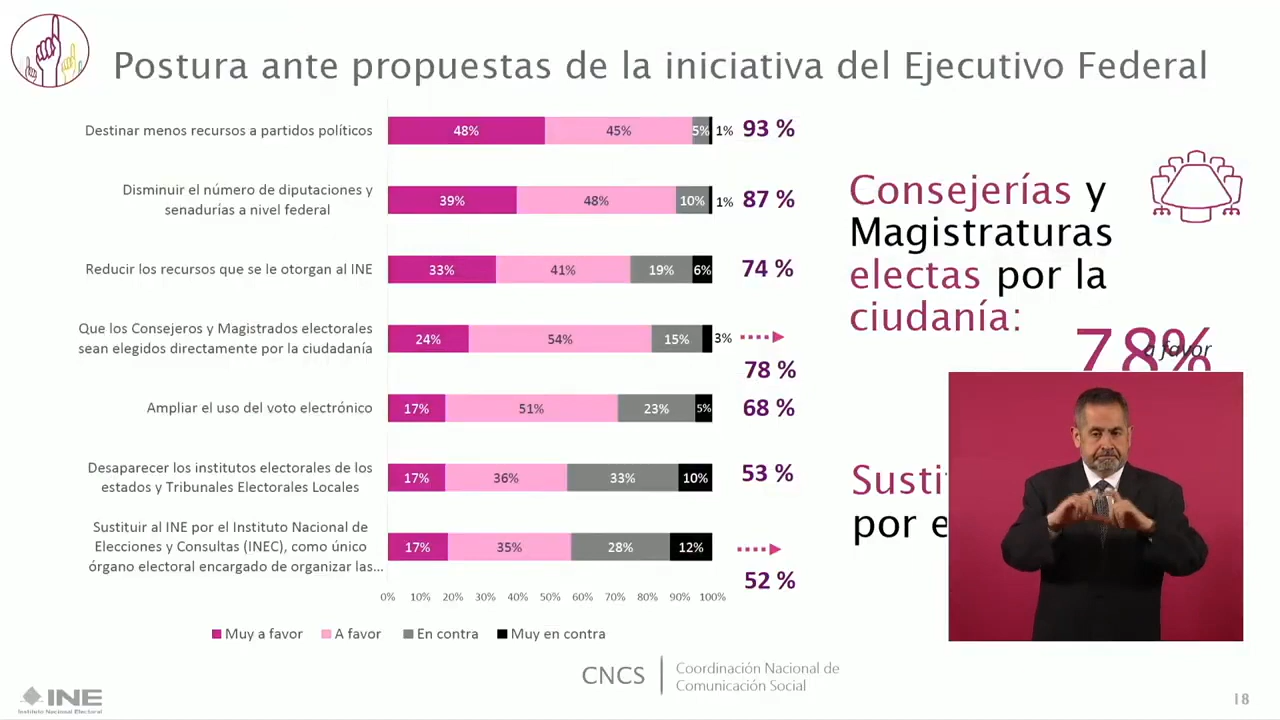 Postura ante propuestas de la iniciativa del Ejecutivo Federal
Destinar menos recursos a partidos políticos
48% 45% 5% 1% 93 %
Disminuir el número de diputaciones y
senadurías a nivel federal
39% 48% 10% 1% 87 %
Reducir los recursos que se le otorgan al INE
33% 41% 19% 6% 74 %
Que los Consejeros y Magistrados electorales
sean elegidos directamente por la ciudadanía
24% 54% 15% 3%
78 %
Ampliar el uso del voto electrónico
17% 51% 23% 5% 68 %
Desaparecer los institutos electorales de los
estados y Tribunales Electorales Locales
17% 36% 33% 10% 53 %
Sustituir al INE por el Instituto Nacional de
Elecciones y Consultas (INEC), como único
órgano electoral encargado de organizar las...
17% 35% 28% 12%
52 %
0% 10% 20% 30% 40% 50% 60% 70% 80% 90% 100%
Muy a favor A favor En contra Muy en contra
Consejerías y
Magistraturas
electas por la
ciudanía:
78%
a favor
Susti
por e
CNCS
Coordinación Nacional de
Comunicación Social
INE
Instituto Nacional Electoral
18